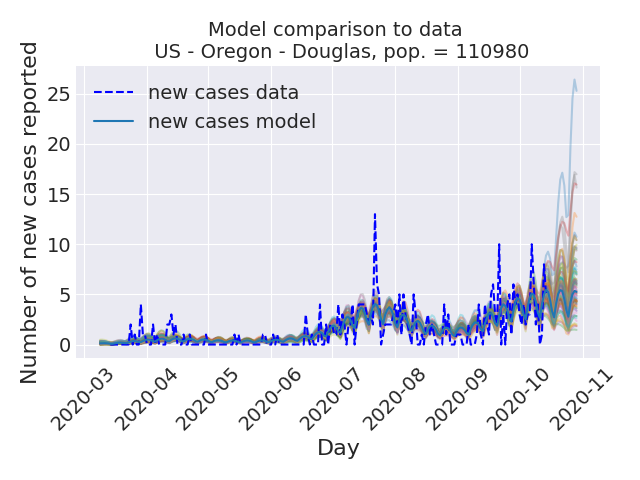 Model comparison to data
US - Oregon - Douglas, pop. = 110980
new cases data
new cases model
Number of new cases reported
25
20
15
10
5
0
2020-03
2020-04
2020-05
2020-06
2020-07
2020-08
2020-09
2020-10
2020-11
Day